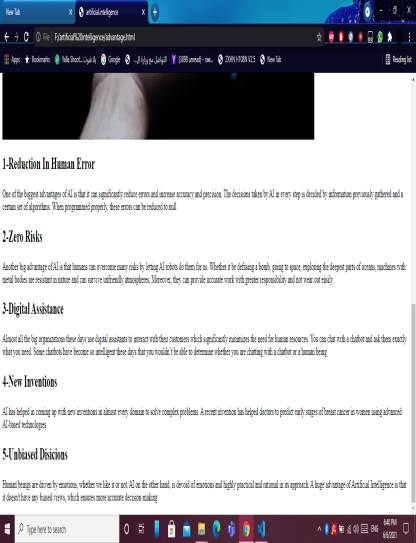 New Tab
artificial intelligence
File
F:/artificial%20intelligence/advantage.html
Apps
Bookmarks
Google
ZXHN H108N V2.5
New Tab
Reading list
1-Reduction In Human Error
One of the biggest advantages of AI is that it can significantly reduce errors and increase accuracy and precision. The decisions taken by AI in every step is decided by information previously gathered and a
certain set of algorithms. When programmed properly, these errors can be reduced to null.
2-Zero Risks
Another big advantage of AI is that humans can overcome many risks by letting AI robots do them for us. Whether it be defusing a bomb, going to space, exploring the deepest parts of oceans, machines with
metal bodies are resistant in nature and can survive unfriendly atmospheres. Moreover, they can provide accurate work with greater responsibility and not wear out easily.
3-Digital Assistance
Almost all the big organizations these days use digital assistants to interact with their customers which significantly minimizes the need for human resources. You can chat with a chatbot and ask them exactly
what you need. Some chatbots have become so intelligent these days that you wouldn't be able to determine whether you are chatting with a chatbot or a human being
4-New Inventions
AI has helped in coming up with new inventions in almost every domain to solve complex problems. A recent invention has helped doctors to predict early stages of breast cancer in women using advanced
AI-based technologies.
5-Unbiased Disicions
Human beings are driven by emotions, whether we like it or not. AI on the other hand, is devoid of emotions and highly practical and rational in its approach. A huge advantage of Artificial Intelligence is that
it doesn't have any biased views, which ensures more accurate decision-making
Type here to search
ENG
6:40 PM
6/6/2021